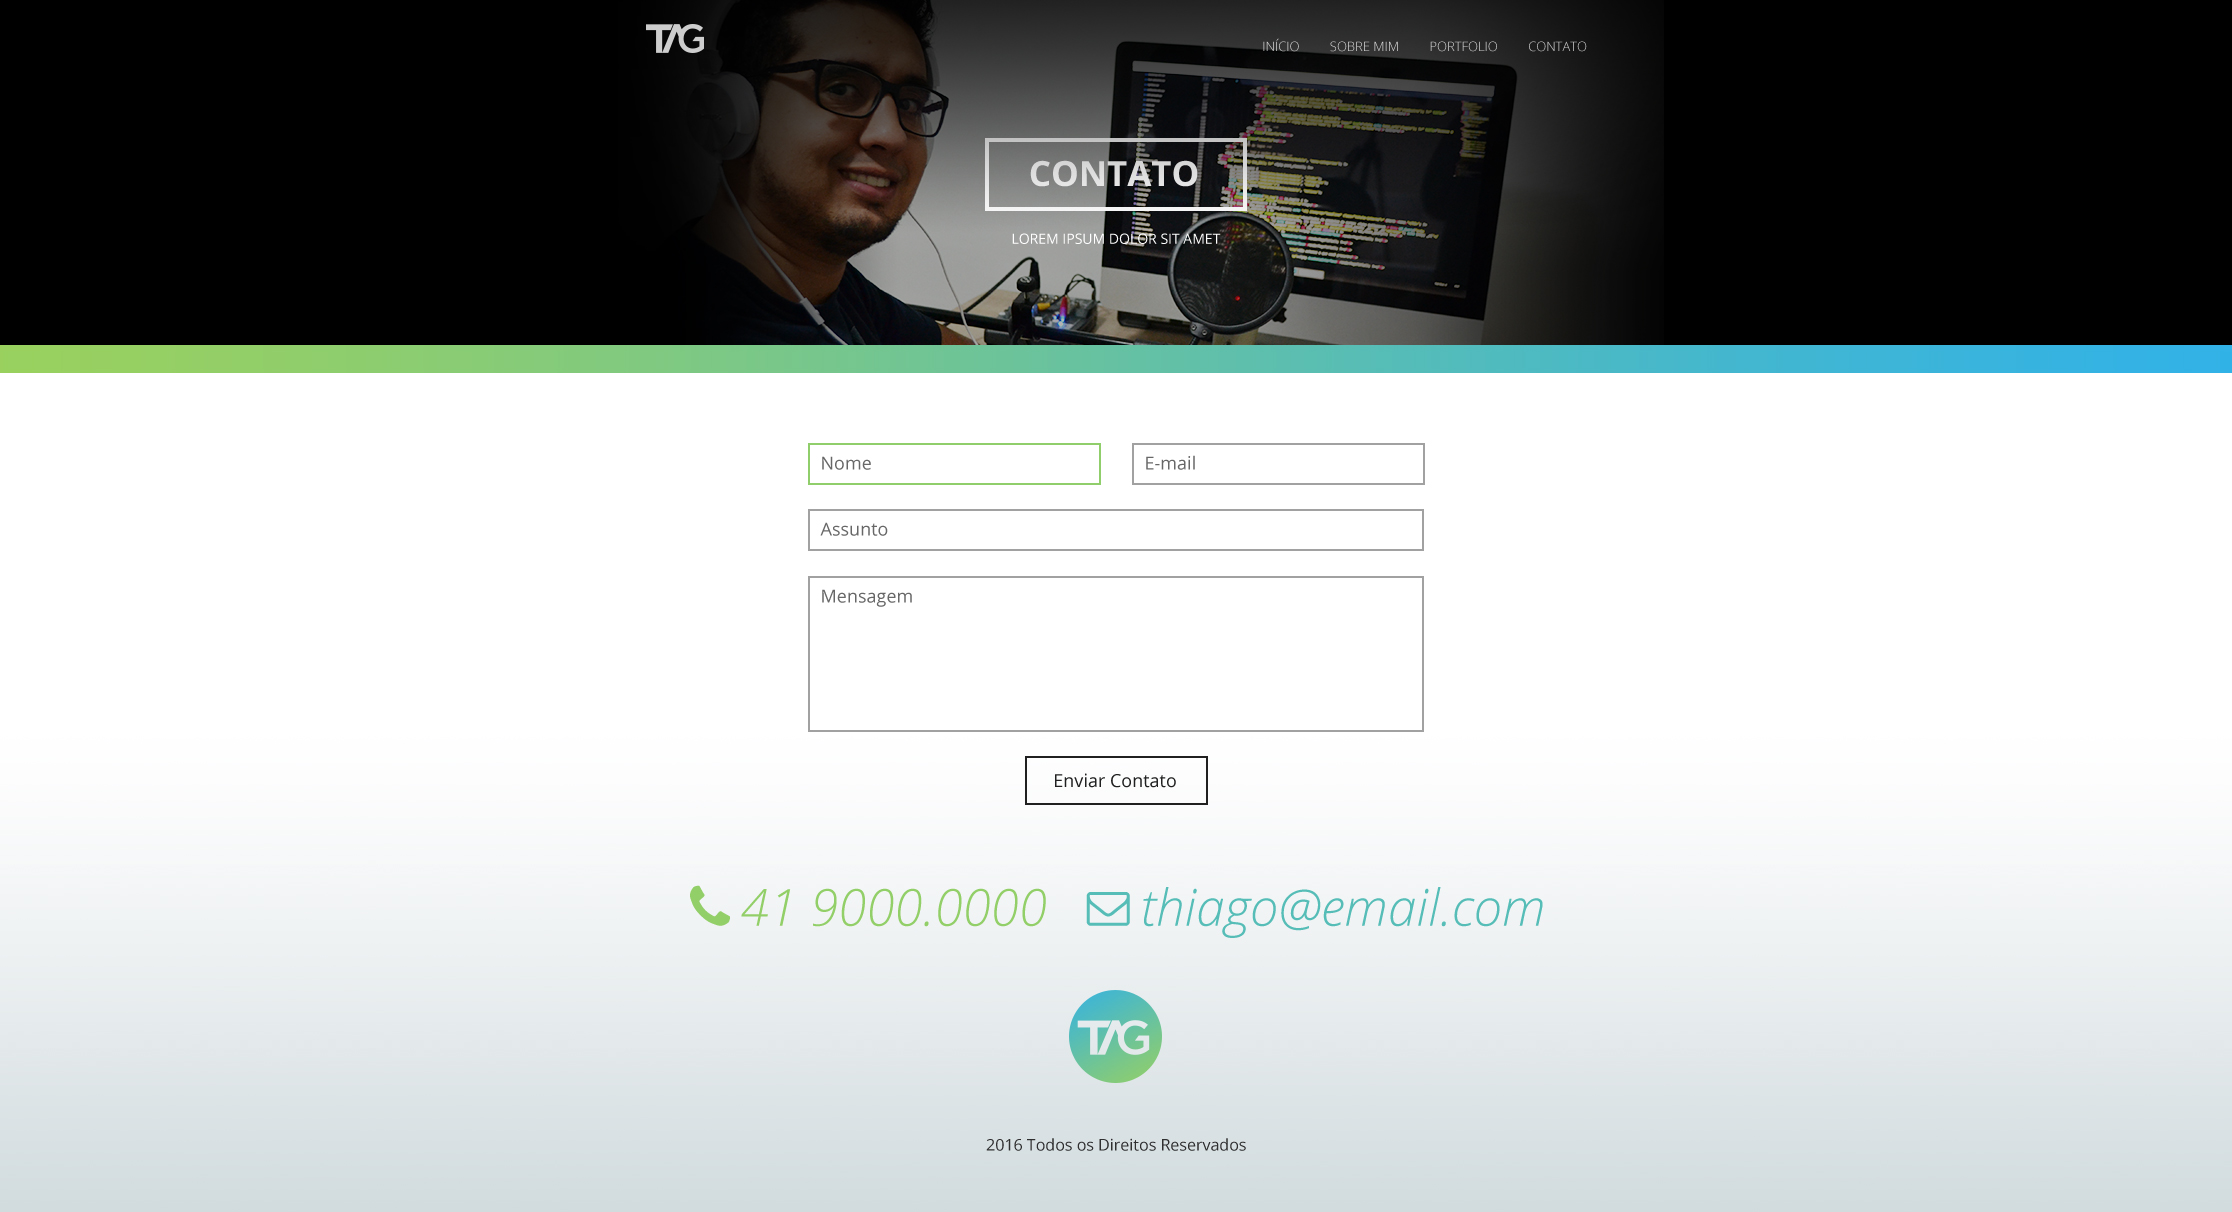 TAG
INÍCIO SOBRE MIM PORTFOLIO CONTATO
CONTATO
LOREM IPSUM DOLOR SIT AMET
Nome
E-mail
Assunto
Mensagem
Enviar Contato
41 9000.0000
thiago@email.com
TAG
2016 Todos os Direitos Reservados